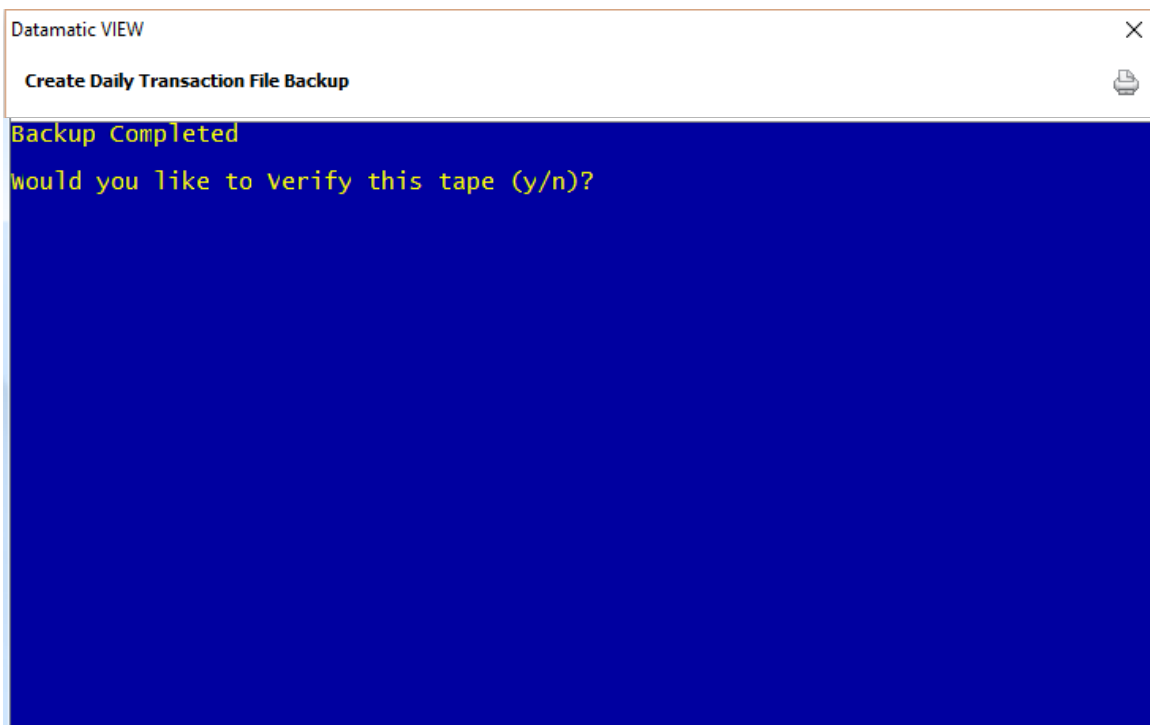 Datamatic VIEW
Create Daily Transaction File Backup
Backup Completed
Would you like to Verify this tape (y/n)?